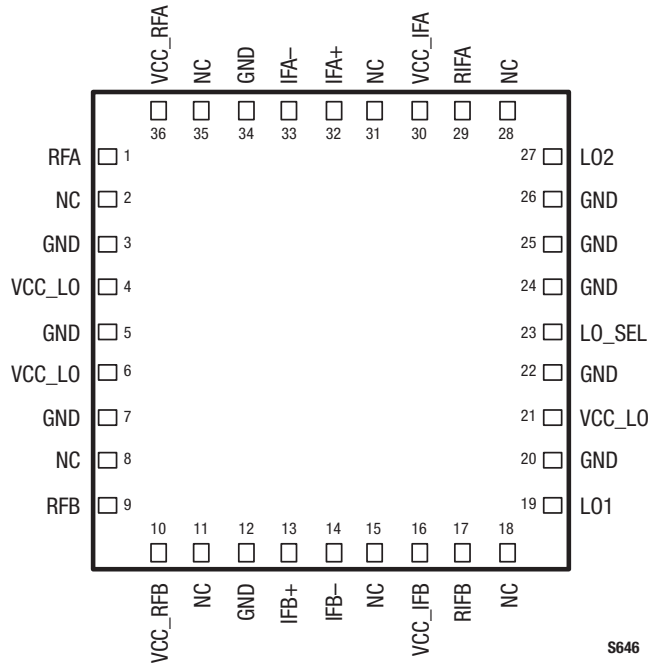 VCC_RFA NC GND IFA– IFA+ NC VCC_IFA RIFA NC
36 35 34 33 32 31 30 29 28
RFA 1 27 LO2
NC 2 26 GND
GND 3 25 GND
VCC_LO 4 24 GND
GND 5 23 LO_SEL
VCC_LO 6 22 GND
GND 7 21 VCC_LO
NC 8 20 GND
RFB 9 19 LO1
10 11 12 13 14 15 16 17 18
VCC_RFB NC GND IFB+ IFB– NC VCC_IFB RIFB NC
S646